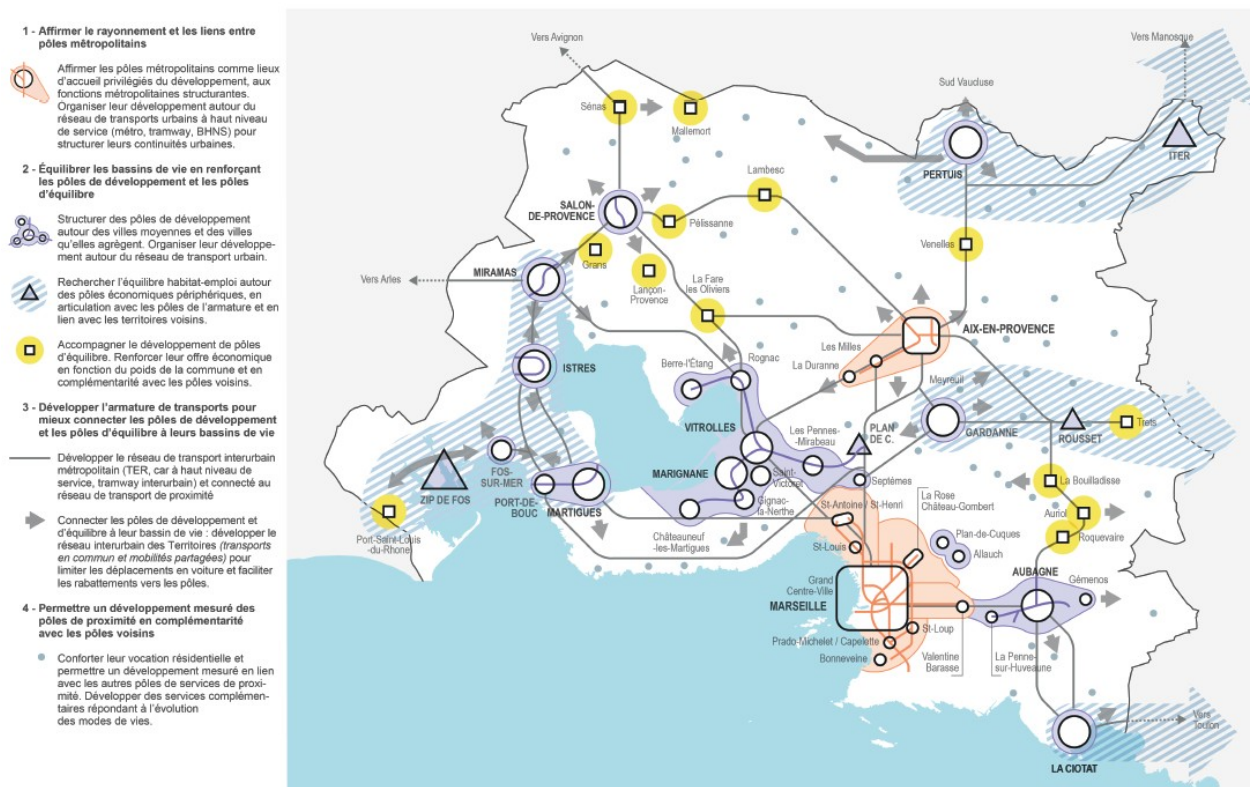 1 - Affirmer le rayonnement et les liens entre
pôles métropolitains
Affirmer les pôles métropolitains comme lieux
d'accueil privilégiés du développement, aux
fonctions métropolitaines structurantes.
Organiser leur développement autour du
réseau de transports urbains à haut niveau
de service (métro, tramway, BHNS) pour
structurer leurs continuités urbaines.
2 - Équilibrer les bassins de vie en renforçant
les pôles de développement et les pôles
d'équilibre
Structurer des pôles de développement
autour des villes moyennes et des villes
qu'elles agrègent. Organiser leur développe-
ment autour du réseau de transport urbain.
Rechercher l'équilibre habitat-emploi autour
des pôles économiques périphériques, en
articulation avec les pôles de l'armature et en
lien avec les territoires voisins.
Accompagner le développement de pôles
d'équilibre. Renforcer leur offre économique
en fonction du poids de la commune et en
complémentarité avec les pôles voisins.
3 - Développer l'armature de transports pour
mieux connecter les pôles de développement
et les pôles d'équilibre à leurs bassins de vie
Développer le réseau de transport interurbain
métropolitain (TER, car à haut niveau de
service, tramway interurbain) et connecté au
réseau de transport de proximité
Connecter les pôles de développement et
d'équilibre à leur bassin de vie : développer le
réseau interurbain des Territoires (transports
en commun et mobilités partagées) pour
limiter les déplacements en voiture et faciliter
les rabattements vers les pôles.
4 - Permettre un développement mesuré des
pôles de proximité en complémentarité
avec les pôles voisins
Conforter leur vocation résidentielle et
permettre un développement mesuré en lien
avec les autres pôles de services de proxi-
mité. Développer des services complémen-
taires répondant à l'évolution
des modes de vies.
Vers Avignon
Vers Manosque
Sud Vaucluse
Sénas
Mallemort
ITER
PERTUIS
Lambesc
SALON-
DE-PROVENCE
Pélissanne
Venelles
Grans
Vers Arles
MIRAMAS
Lançon-
Provence
La Fare
les Oliviers
AIX-EN-PROVENCE
Les Milles
La Duranne
Berre-l'Étang
Rognac
ISTRES
Meyreuil
VITROLLES
Les Pennes-
-Mirabeau
PLAN
DE C.
GARDANNE
ROUSSET
Trets
MARIGNANE
Saint-
Victoret
FOS-
SUR-MER
ZIP DE FOS
PORT-DE-
BOUC
MARTIGUES
Gignac-
la-Nerthe
Septèmes
La Bouilladisse
St-Antoine / St-Henri
La Rose
Château-Gombert
Auriol
Port-Saint-Louis
-du-Rhone
Châteauneuf
-les-Martigues
St-Louis
Plan-de-Cuques
Allauch
Roquevaire
AUBAGNE
Gémenos
Grand
Centre-Ville
MARSEILLE
St-Loup
Prado-Michelet / Capelette
Bonneveine
Valentine
Barasse
La Penne-
sur-Huveaune
Vers
Toulon
LA CIOTAT